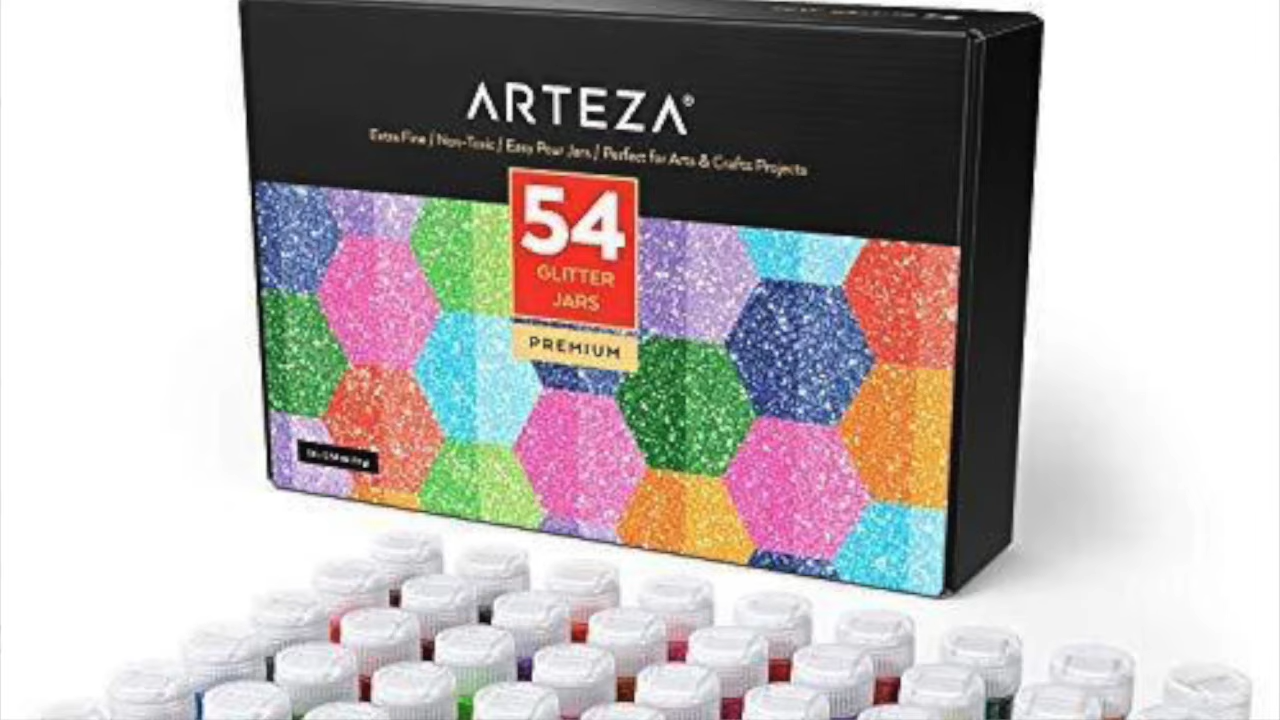 ARTEZA®
Extra Fine / Non-Toxic / Easy Pour Jars / Perfect for Arts & Crafts Projects
54
GLITTER
JARS
PREMIUM